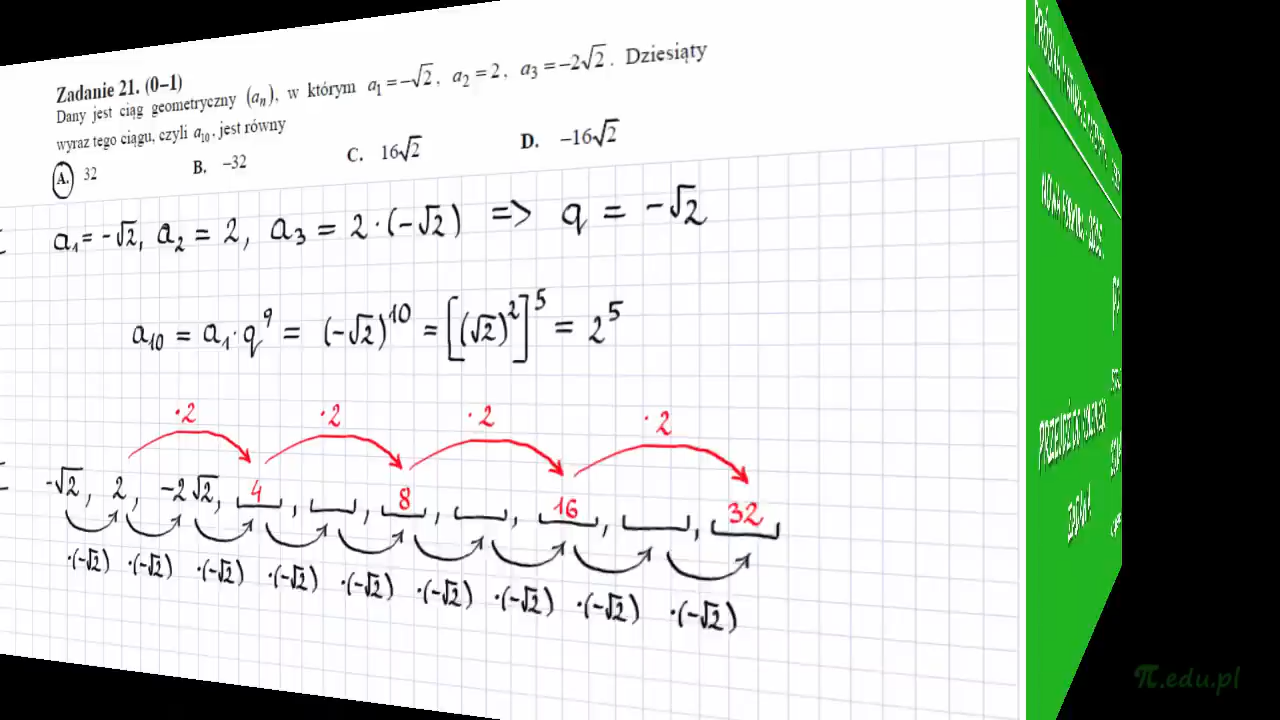 Zadanie 21. (0–1)
Dany jest ciąg geometryczny (aₙ), w którym a₁ = −√2, a₂ = 2, a₃ = −2√2. Dziesiąty
wyraz tego ciągu, czyli a₁₀, jest równy
A. 32 B. −32 C. 16√2 D. −16√2
a₁ = −√2, a₂ = 2, a₃ = 2·(−√2) => q = −√2
a₁₀ = a₁·q⁹ = (−√2)¹⁰ = [(√2)²]⁵ = 2⁵
·2 ·2 ·2 ·2
−√2, 2, −2√2, 4, __, 8, __, 16, __, 32
·(−√2) ·(−√2) ·(−√2) ·(−√2) ·(−√2) ·(−√2) ·(−√2) ·(−√2) ·(−√2)
π.edu.pl